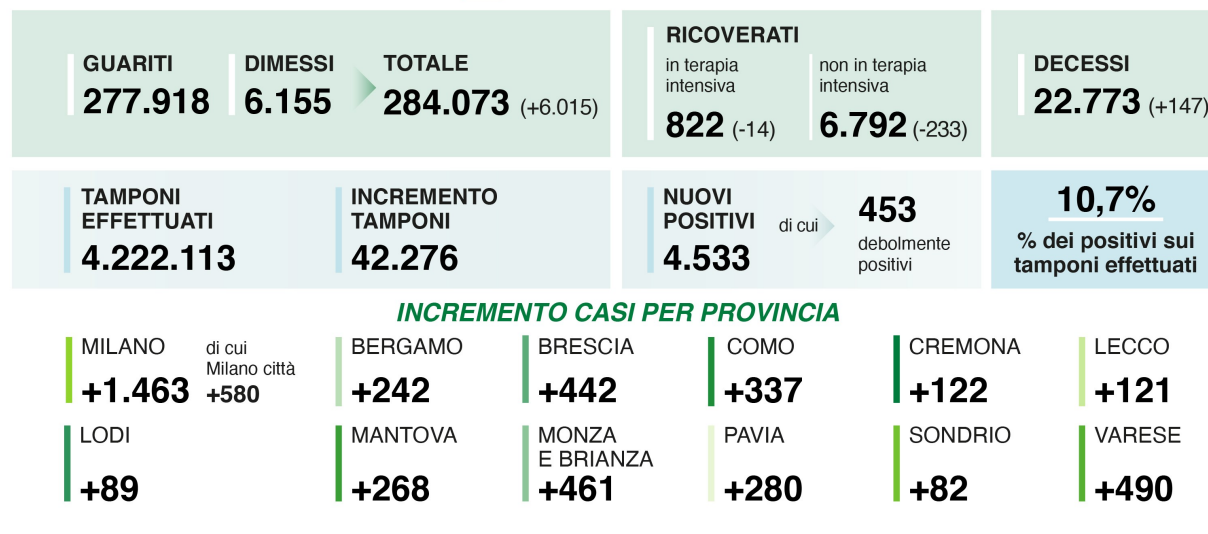 GUARITI
277.918
DIMESSI
6.155
TOTALE
284.073 (+6.015)
RICOVERATI
in terapia
intensiva
822 (-14)
non in terapia
intensiva
6.792 (-233)
DECESSI
22.773 (+147)
TAMPONI
EFFETTUATI
4.222.113
INCREMENTO
TAMPONI
42.276
NUOVI
POSITIVI
4.533
di cui
453
debolmente
positivi
10,7%
% dei positivi sui
tamponi effettuati
INCREMENTO CASI PER PROVINCIA
MILANO
+1.463
di cui
Milano città
+580
BERGAMO
+242
BRESCIA
+442
COMO
+337
CREMONA
+122
LECCO
+121
LODI
+89
MANTOVA
+268
MONZA
E BRIANZA
+461
PAVIA
+280
SONDRIO
+82
VARESE
+490